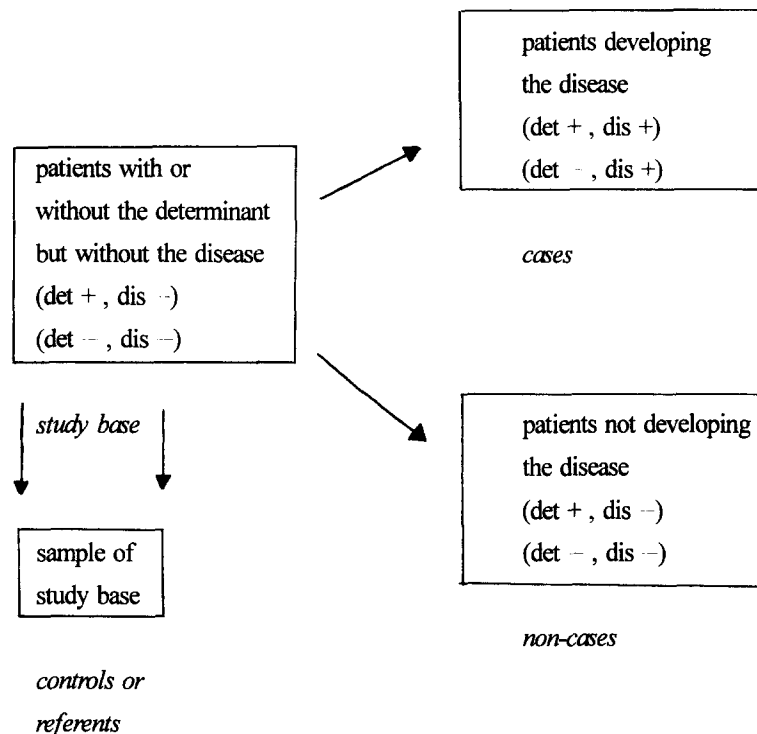 patients developing
the disease
(det + , dis +)
(det - , dis +)
cases
patients with or
without the determinant
but without the disease
(det + , dis -)
(det - , dis -)
study base
sample of
study base
controls or
referents
patients not developing
the disease
(det + , dis -)
(det - , dis -)
non-cases